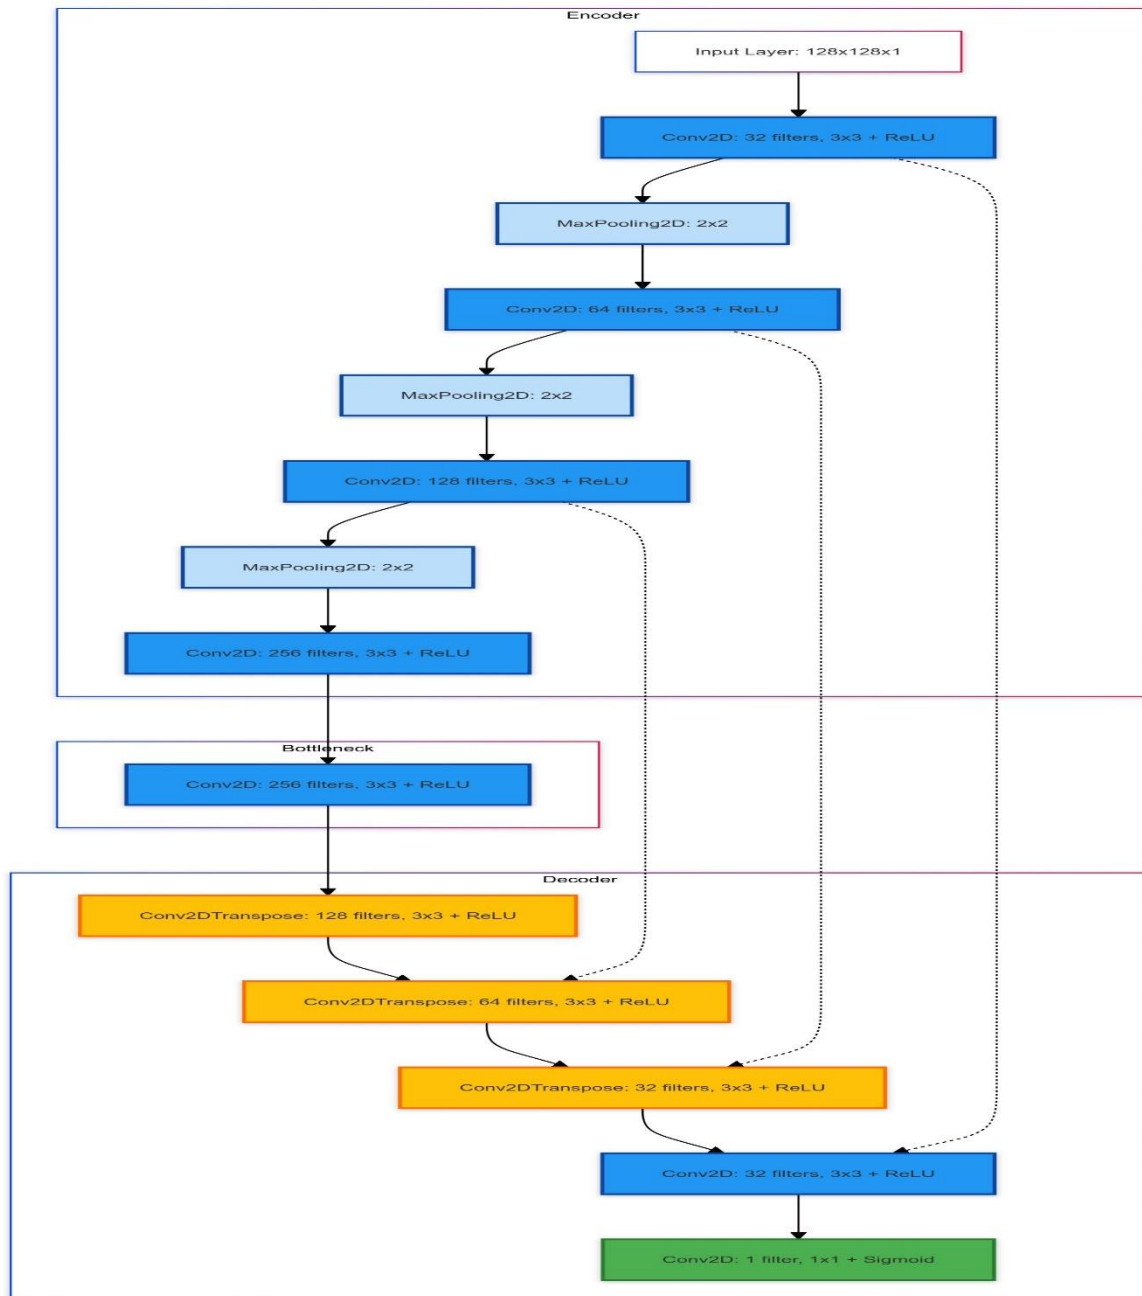 Encoder
Input Layer: 128x128x1
Conv2D: 32 filters, 3x3 + ReLU
MaxPooling2D: 2x2
Conv2D: 64 filters, 3x3 + ReLU
MaxPooling2D: 2x2
Conv2D: 128 filters, 3x3 + ReLU
MaxPooling2D: 2x2
Conv2D: 256 filters, 3x3 + ReLU
Bottleneck
Conv2D: 256 filters, 3x3 + ReLU
Decoder
Conv2DTranspose: 128 filters, 3x3 + ReLU
Conv2DTranspose: 64 filters, 3x3 + ReLU
Conv2DTranspose: 32 filters, 3x3 + ReLU
Conv2D: 32 filters, 3x3 + ReLU
Conv2D: 1 filter, 1x1 + Sigmoid